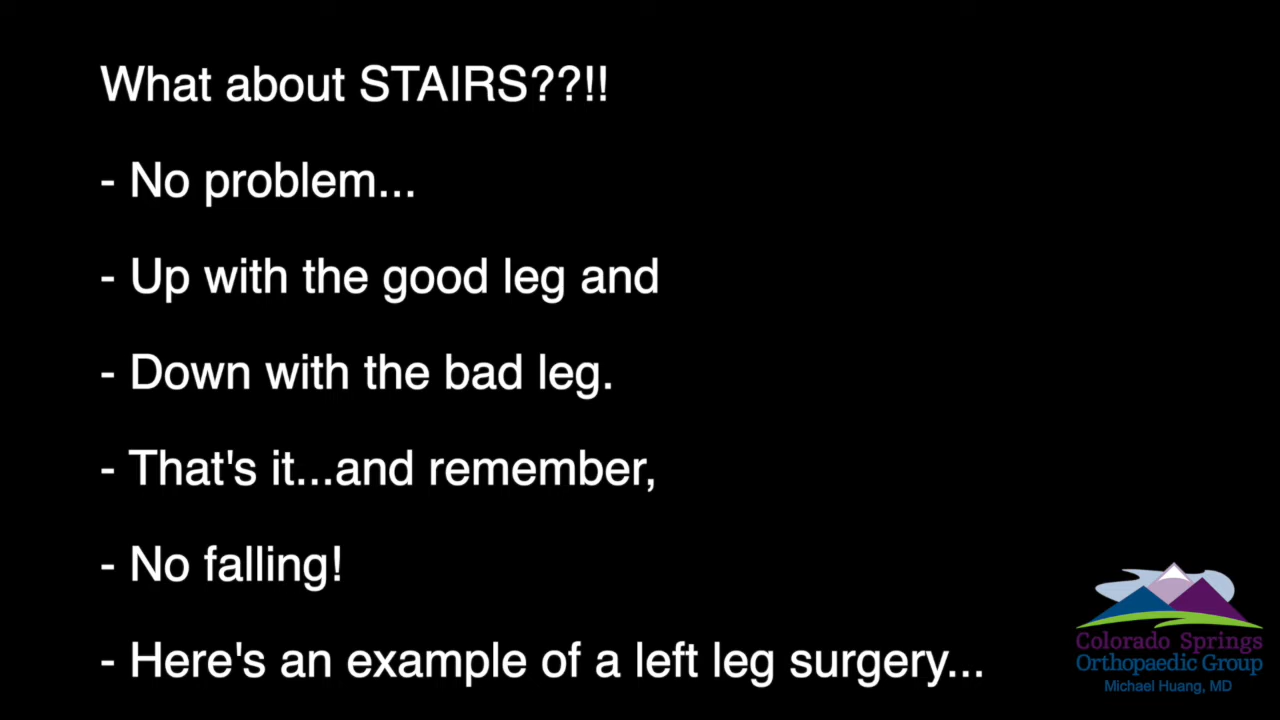 What about STAIRS??!!
- No problem...
- Up with the good leg and
- Down with the bad leg.
- That's it...and remember,
- No falling!
- Here's an example of a left leg surgery...
Colorado Springs
Orthopaedic Group
Michael Huang, MD